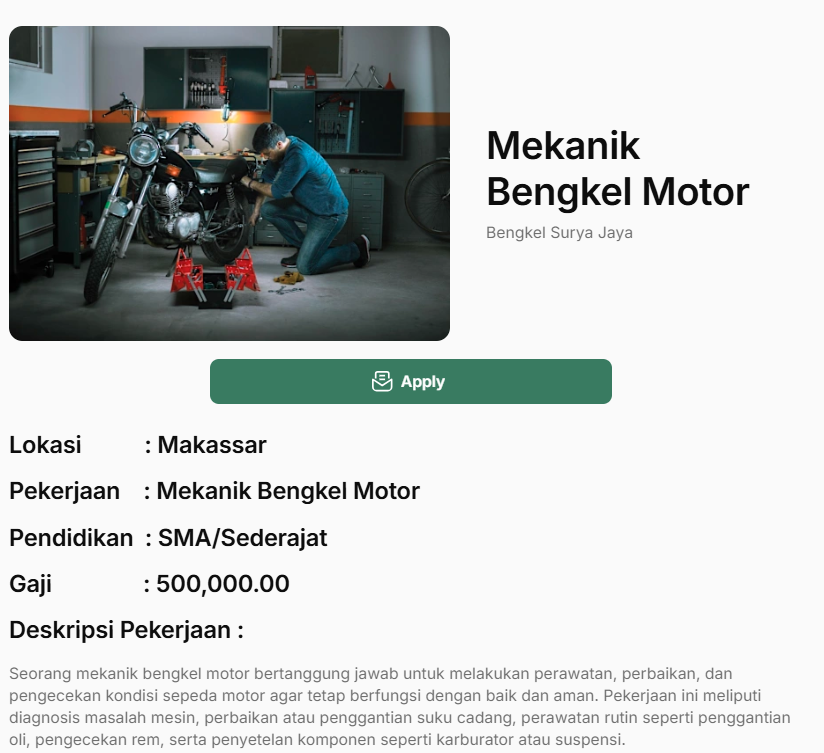 Mekanik
Bengkel Motor
Bengkel Surya Jaya
Apply
Lokasi : Makassar
Pekerjaan : Mekanik Bengkel Motor
Pendidikan : SMA/Sederajat
Gaji : 500,000.00
Deskripsi Pekerjaan :
Seorang mekanik bengkel motor bertanggung jawab untuk melakukan perawatan, perbaikan, dan
pengecekan kondisi sepeda motor agar tetap berfungsi dengan baik dan aman. Pekerjaan ini meliputi
diagnosis masalah mesin, perbaikan atau penggantian suku cadang, perawatan rutin seperti penggantian
oli, pengecekan rem, serta penyetelan komponen seperti karburator atau suspensi.